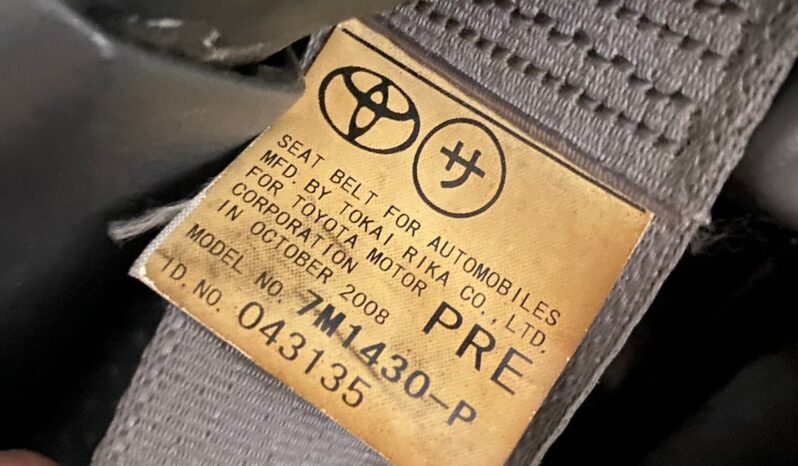 サ
SEAT BELT FOR AUTOMOBILES
MFD. BY TOKAI RIKA CO., LTD.
FOR TOYOTA MOTOR
CORPORATION
IN OCTOBER 2008 PRE
MODEL NO. 7M1430-P
ID. NO. 043135